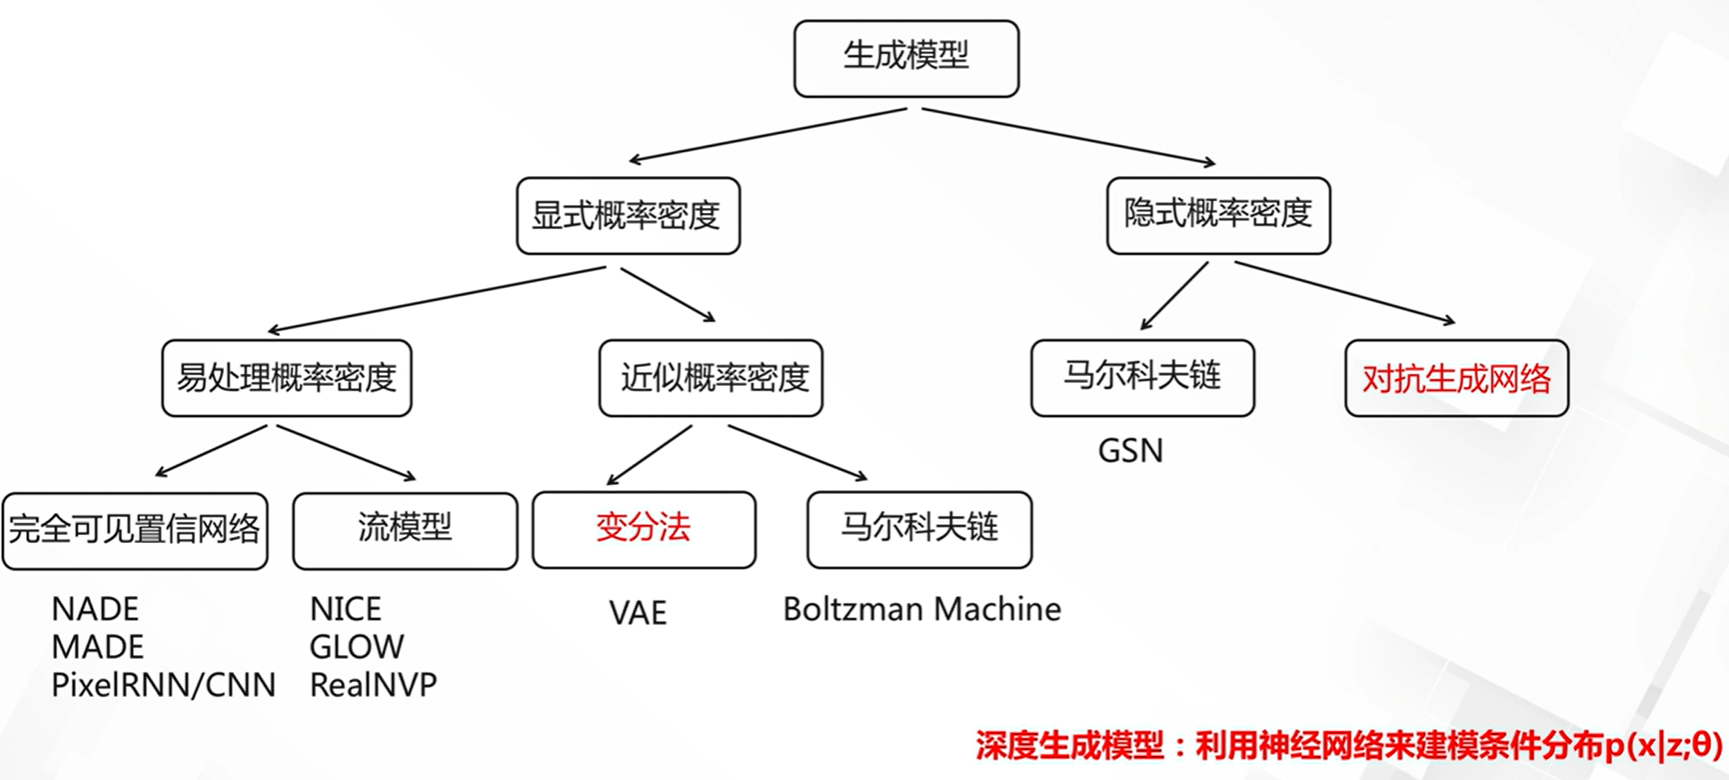 生成模型
显式概率密度
隐式概率密度
易处理概率密度
近似概率密度
马尔科夫链
对抗生成网络
GSN
完全可见置信网络
流模型
变分法
马尔科夫链
NADE
MADE
PixelRNN/CNN
NICE
GLOW
RealNVP
VAE
Boltzman Machine
深度生成模型：利用神经网络来建模条件分布p(x|z;θ)